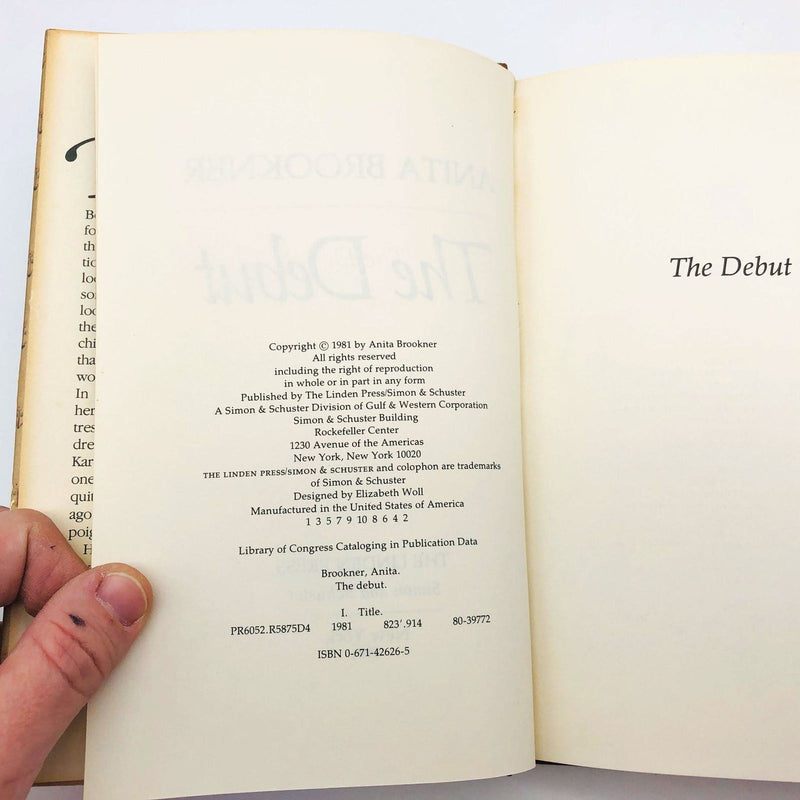 Copyright © 1981 by Anita Brookner
All rights reserved
including the right of reproduction
in whole or in part in any form
Published by The Linden Press/Simon & Schuster
A Simon & Schuster Division of Gulf & Western Corporation
Simon & Schuster Building
Rockefeller Center
1230 Avenue of the Americas
New York, New York 10020
THE LINDEN PRESS/SIMON & SCHUSTER and colophon are trademarks
of Simon & Schuster
Designed by Elizabeth Woll
Manufactured in the United States of America
1 3 5 7 9 10 8 6 4 2
Library of Congress Cataloging in Publication Data
Brookner, Anita.
The debut.
I. Title.
PR6052.R5875D4 1981 823'.914 80-39772
ISBN 0-671-42626-5
The Debut
ANITA BROOKNER
The Debut